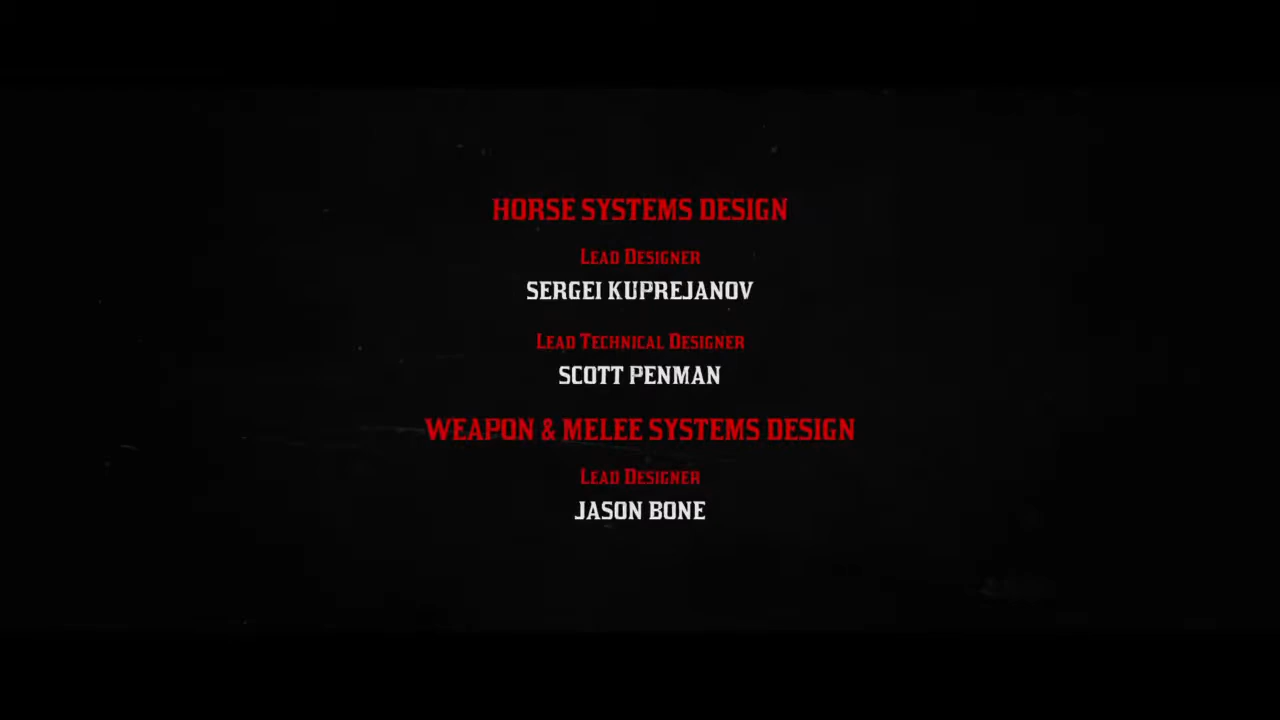 HORSE SYSTEMS DESIGN
LEAD DESIGNER
SERGEI KUPREJANOV
LEAD TECHNICAL DESIGNER
SCOTT PENMAN
WEAPON & MELEE SYSTEMS DESIGN
LEAD DESIGNER
JASON BONE